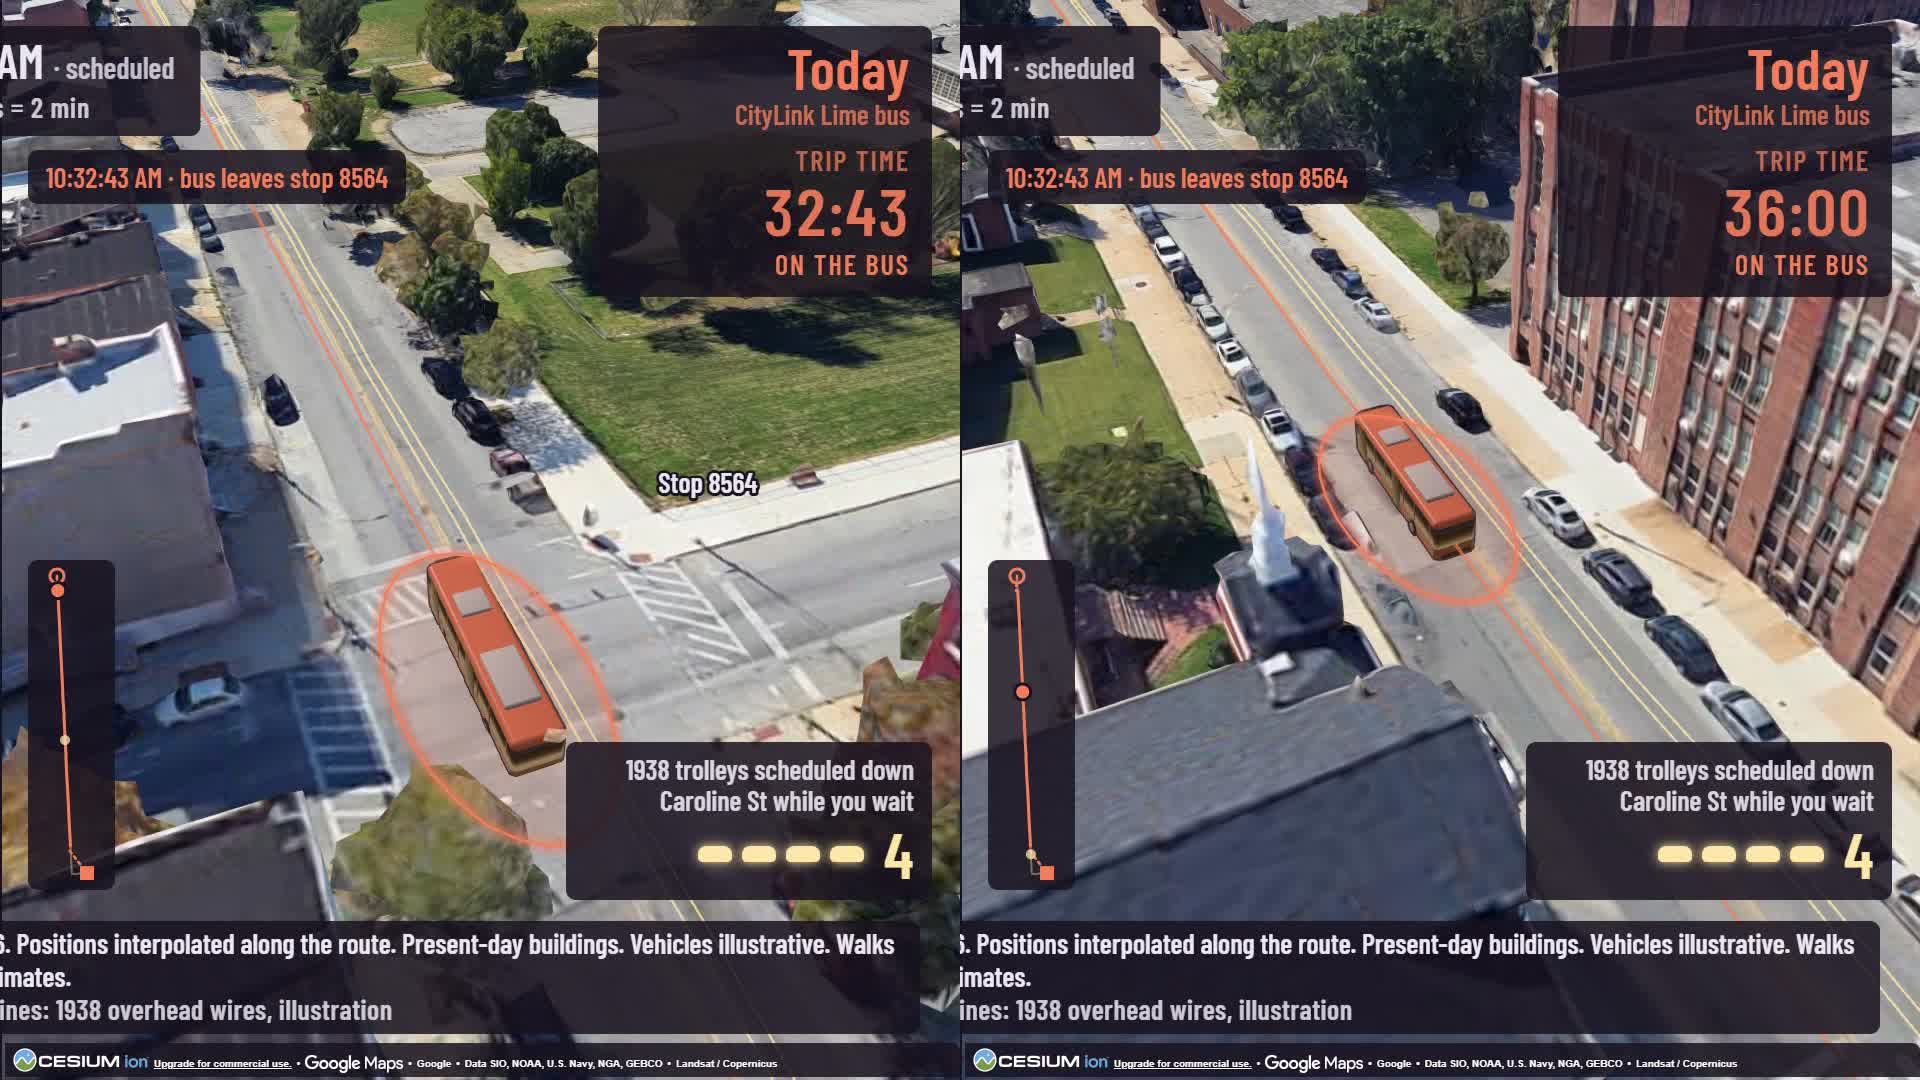 AM · scheduled
s = 2 min
10:32:43 AM · bus leaves stop 8564
Today
CityLink Lime bus
TRIP TIME
32:43
ON THE BUS
Stop 8564
1938 trolleys scheduled down
Caroline St while you wait
4
6. Positions interpolated along the route. Present-day buildings. Vehicles illustrative. Walks
imates.
ines: 1938 overhead wires, illustration
CESIUM ion Upgrade for commercial use. • Google Maps • Google • Data SIO, NOAA, U.S. Navy, NGA, GEBCO • Landsat / Copernicus
AM · scheduled
s = 2 min
10:32:43 AM · bus leaves stop 8564
Today
CityLink Lime bus
TRIP TIME
36:00
ON THE BUS
1938 trolleys scheduled down
Caroline St while you wait
4
6. Positions interpolated along the route. Present-day buildings. Vehicles illustrative. Walks
imates.
ines: 1938 overhead wires, illustration
CESIUM ion Upgrade for commercial use. • Google Maps • Google • Data SIO, NOAA, U.S. Navy, NGA, GEBCO • Landsat / Copernicus